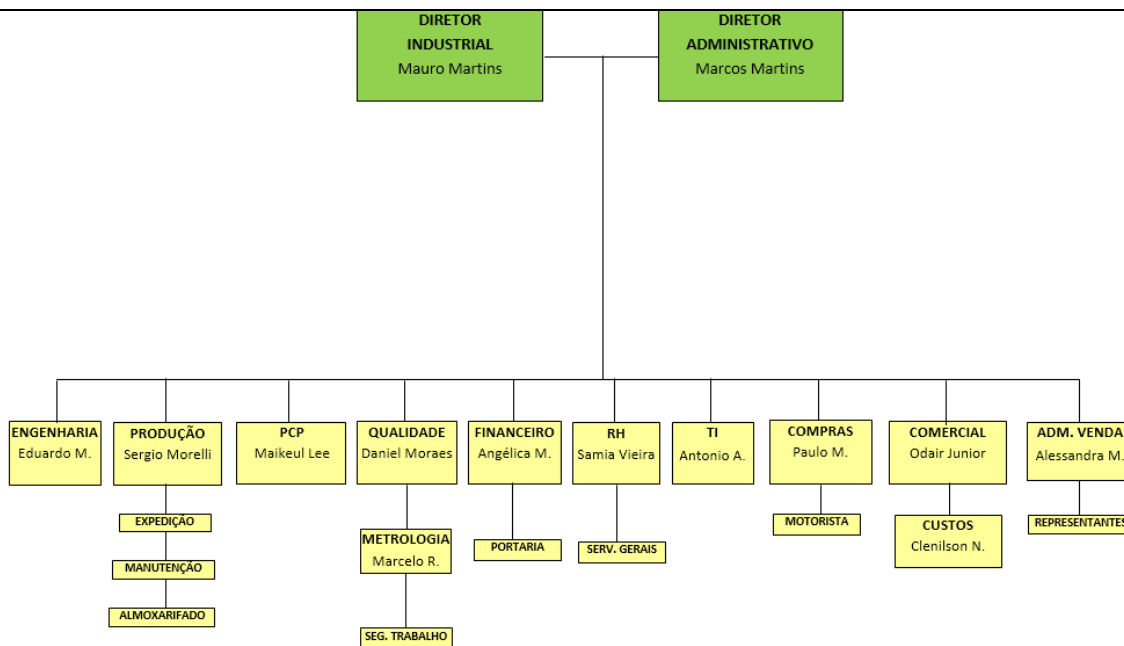 DIRETOR
INDUSTRIAL
Mauro Martins
DIRETOR
ADMINISTRATIVO
Marcos Martins
ENGENHARIA
Eduardo M.
PRODUÇÃO
Sergio Morelli
PCP
Maikeul Lee
QUALIDADE
Daniel Moraes
FINANCEIRO
Angélica M.
RH
Samia Vieira
TI
Antonio A.
COMPRAS
Paulo M.
COMERCIAL
Odair Junior
ADM. VENDA
Alessandra M.
EXPEDIÇÃO
MANUTENÇÃO
ALMOXARIFADO
METROLOGIA
Marcelo R.
SEG. TRABALHO
PORTARIA
SERV. GERAIS
MOTORISTA
CUSTOS
Clenilson N.
REPRESENTANTES